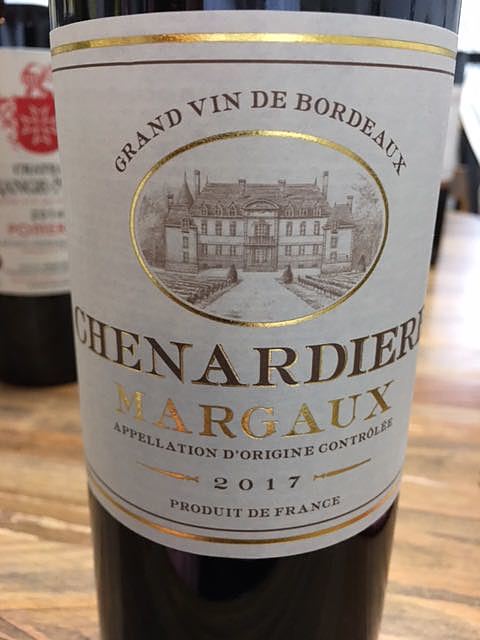 GRAND VIN DE BORDEAUX
CHENARDIERE
MARGAUX
APPELLATION D'ORIGINE CONTRÔLÉE
2017
PRODUIT DE FRANCE